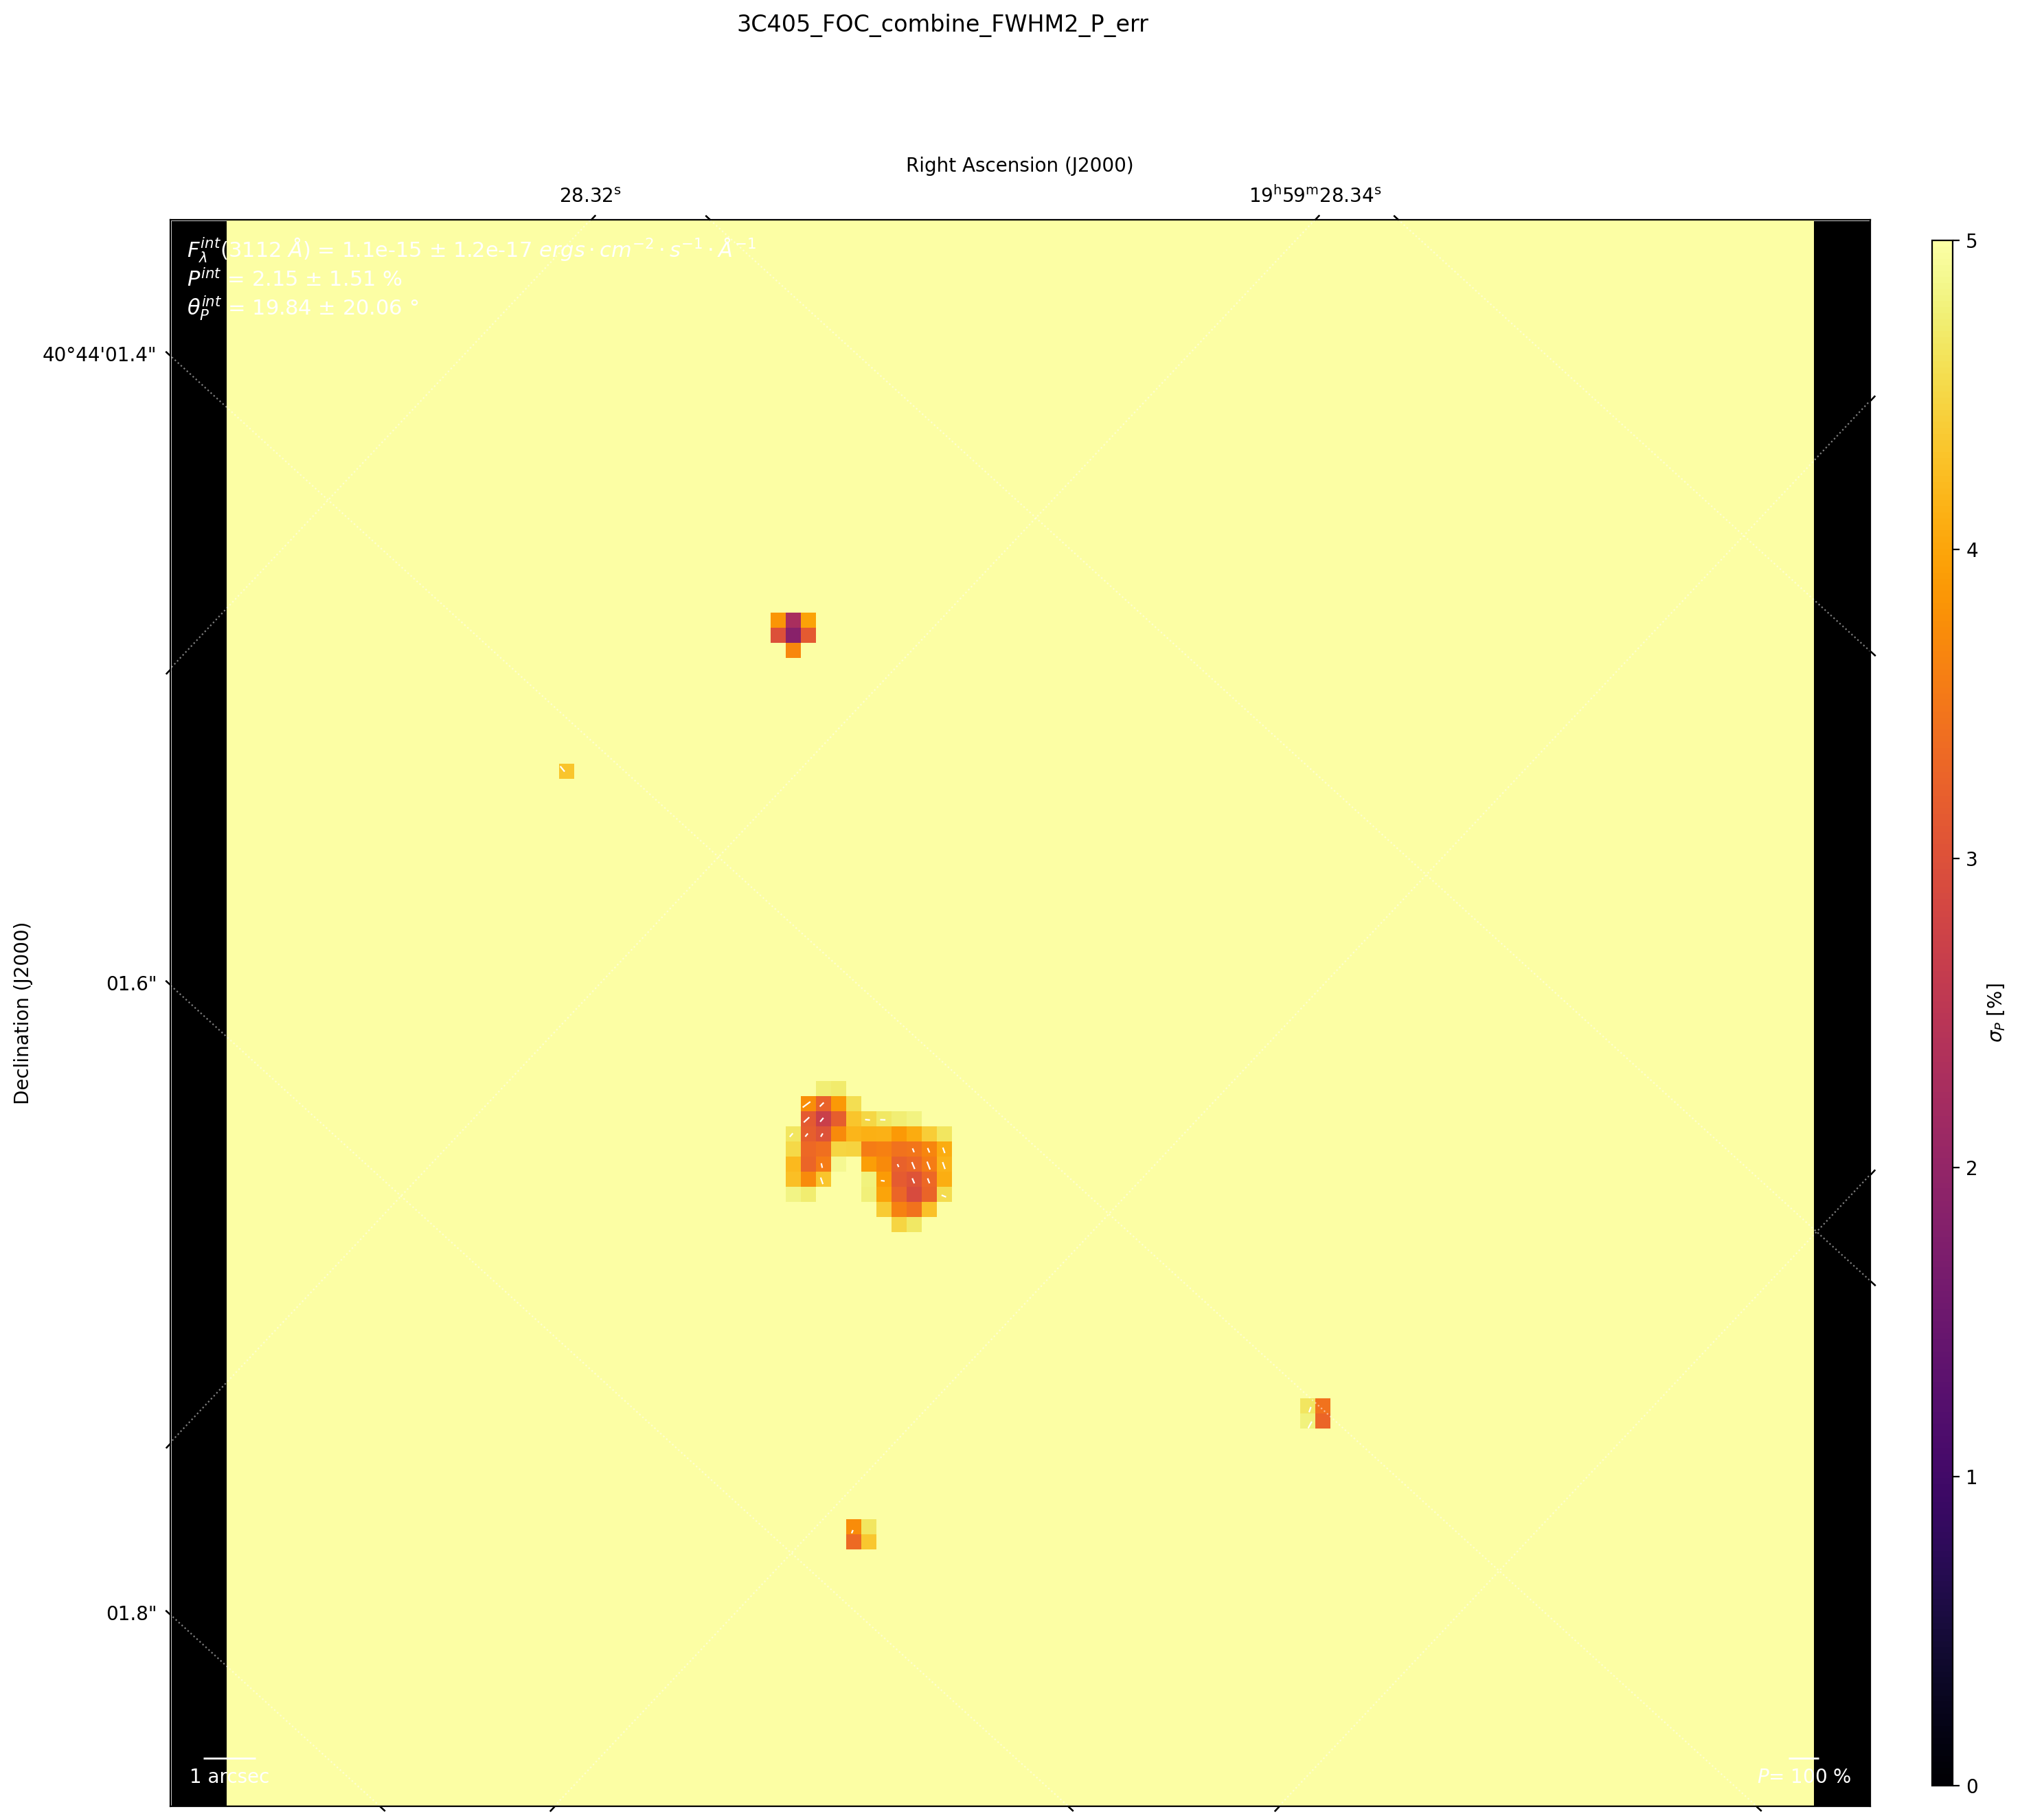 3C405_FOC_combine_FWHM2_P_err
Right Ascension (J2000)
28.32ˢ 19ʰ59ᵐ28.34ˢ
F_λ^int(3112 Å) = 1.1e-15 ± 1.2e-17 ergs·cm⁻²·s⁻¹·Å⁻¹
P^int = 2.15 ± 1.51 %
θ_P^int = 19.84 ± 20.06 °
40°44'01.4"
01.6"
01.8"
Declination (J2000)
1 arcsec
P= 100 %
5
4
3
2
1
0
σ_P [%]